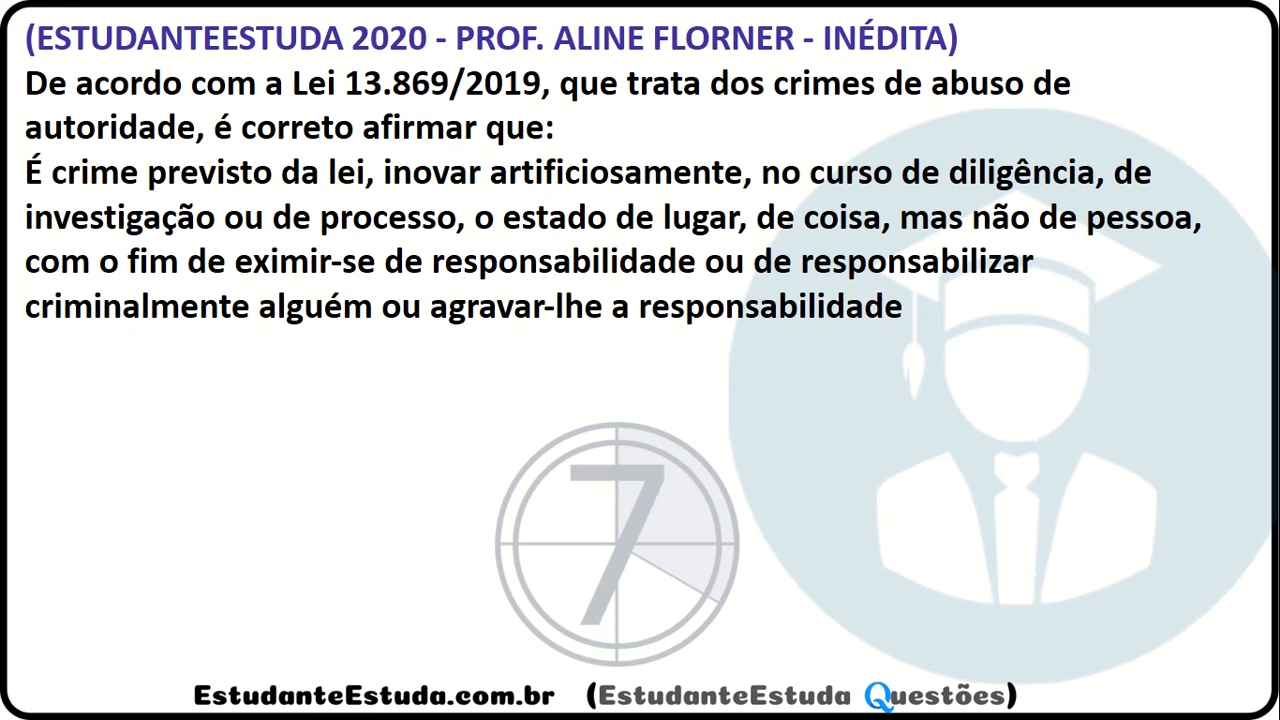 (ESTUDANTEESTUDA 2020 - PROF. ALINE FLORNER - INÉDITA)
De acordo com a Lei 13.869/2019, que trata dos crimes de abuso de
autoridade, é correto afirmar que:
É crime previsto da lei, inovar artificiosamente, no curso de diligência, de
investigação ou de processo, o estado de lugar, de coisa, mas não de pessoa,
com o fim de eximir-se de responsabilidade ou de responsabilizar
criminalmente alguém ou agravar-lhe a responsabilidade
7
EstudanteEstuda.com.br (EstudanteEstuda Questões)